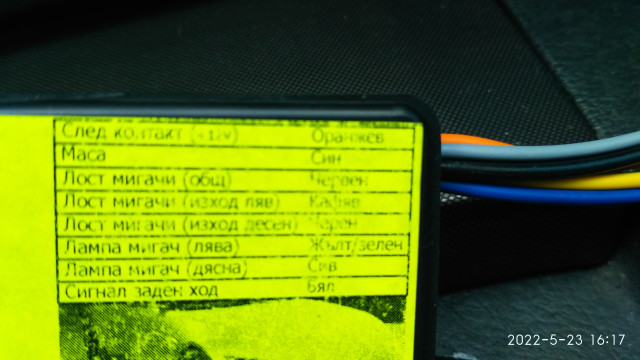 След контакт (+12V) Оранжев
Маса Син
Лост мигачи (общ) Червен
Лост мигачи (изход ляв) Кафяв
Лост мигачи (изход десен) Черен
Лампа мигач (лява) Жълт/зелен
Лампа мигач (дясна) Сив
Сигнал заден ход Бял
2022-5-23 16:17